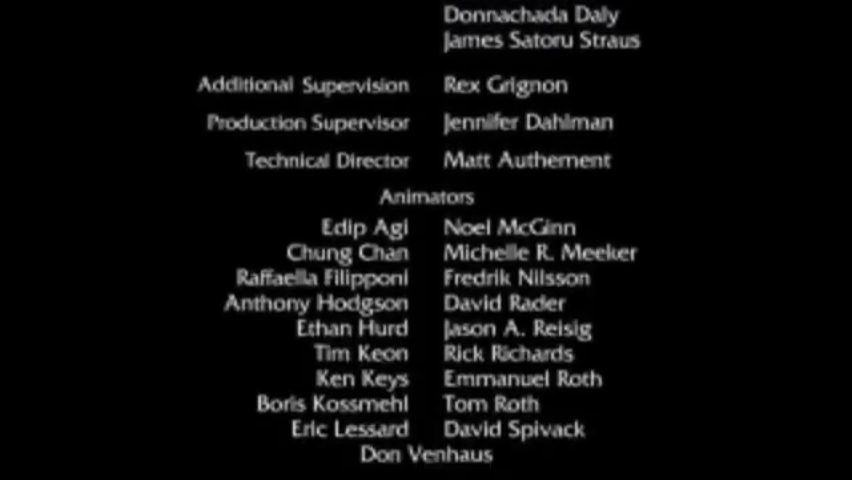 Donnachada Daly
James Satoru Straus
Additional Supervision Rex Grignon
Production Supervisor Jennifer Dahlman
Technical Director Matt Authement
Animators
Edip Agi Noel McGinn
Chung Chan Michelle R. Meeker
Raffaella Filipponi Fredrik Nilsson
Anthony Hodgson David Rader
Ethan Hurd Jason A. Reisig
Tim Keon Rick Richards
Ken Keys Emmanuel Roth
Boris Kossmehl Tom Roth
Eric Lessard David Spivack
Don Venhaus